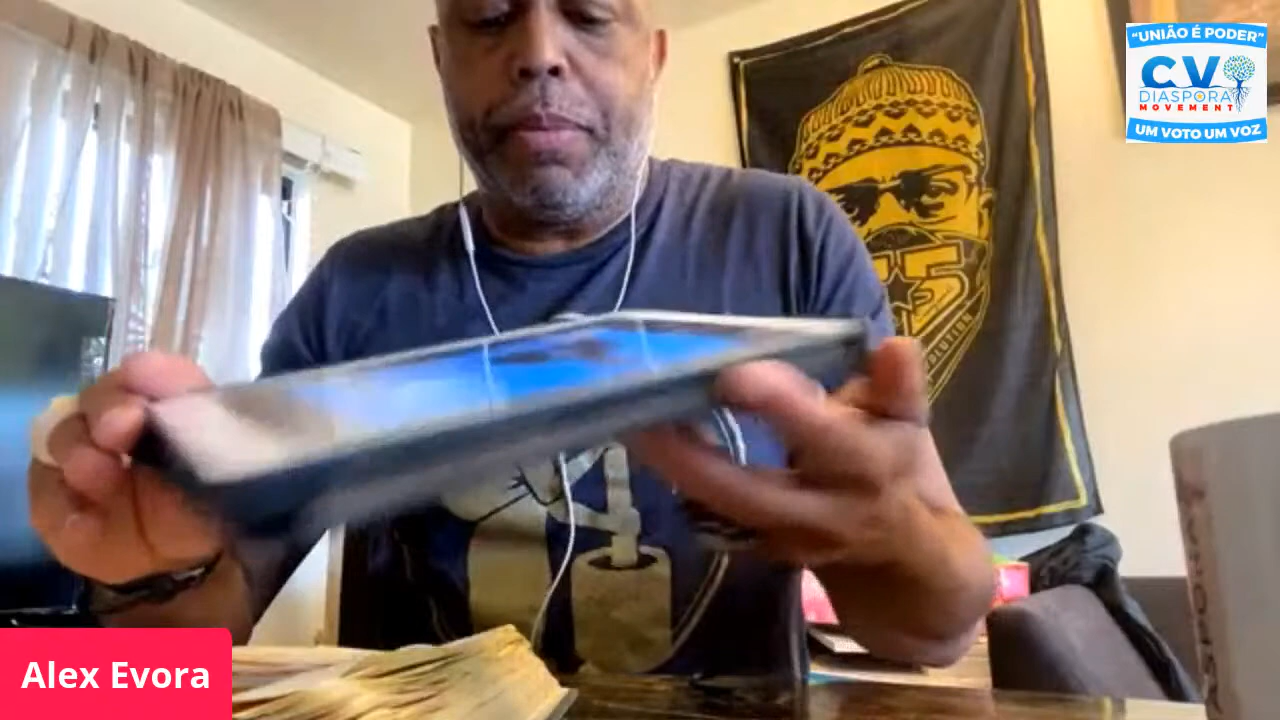 "UNIÃO É PODER"
CV
DIASPORA
MOVEMENT
UM VOTO UM VOZ
Alex Evora